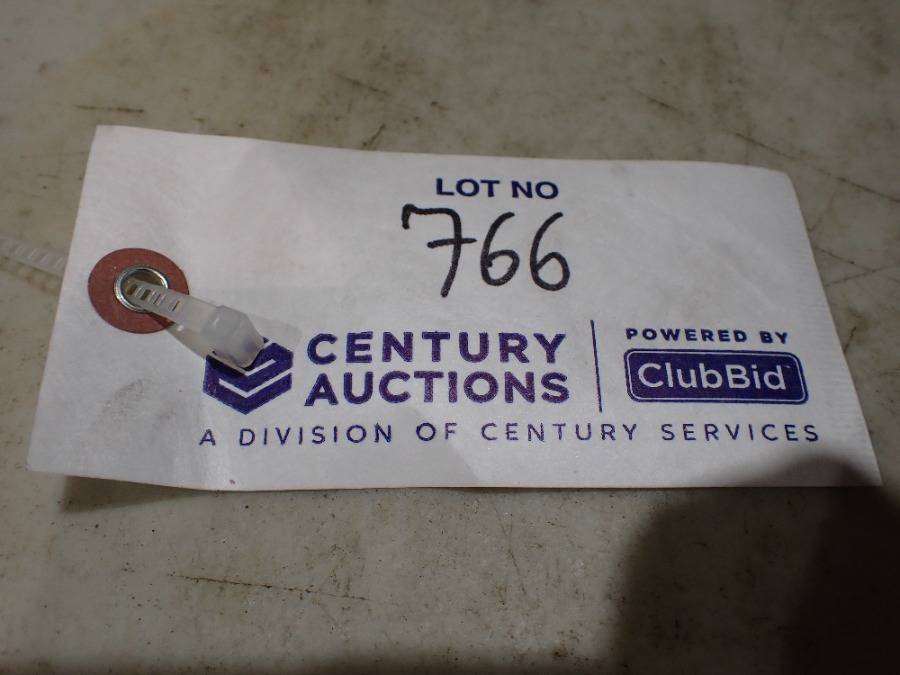 LOT NO
766
CENTURY
AUCTIONS
POWERED BY
ClubBid
A DIVISION OF CENTURY SERVICES